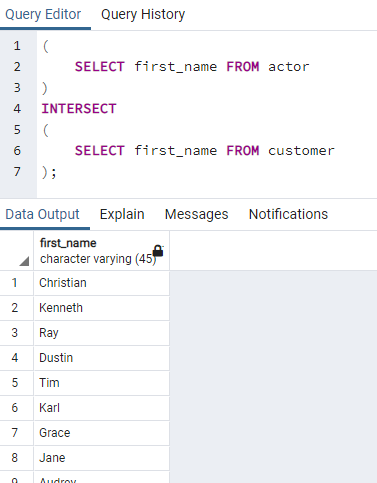 Query Editor Query History
1 (
2 SELECT first_name FROM actor
3 )
4 INTERSECT
5 (
6 SELECT first_name FROM customer
7 );
Data Output Explain Messages Notifications
first_name
character varying (45)
1 Christian
2 Kenneth
3 Ray
4 Dustin
5 Tim
6 Karl
7 Grace
8 Jane
9 Audrey